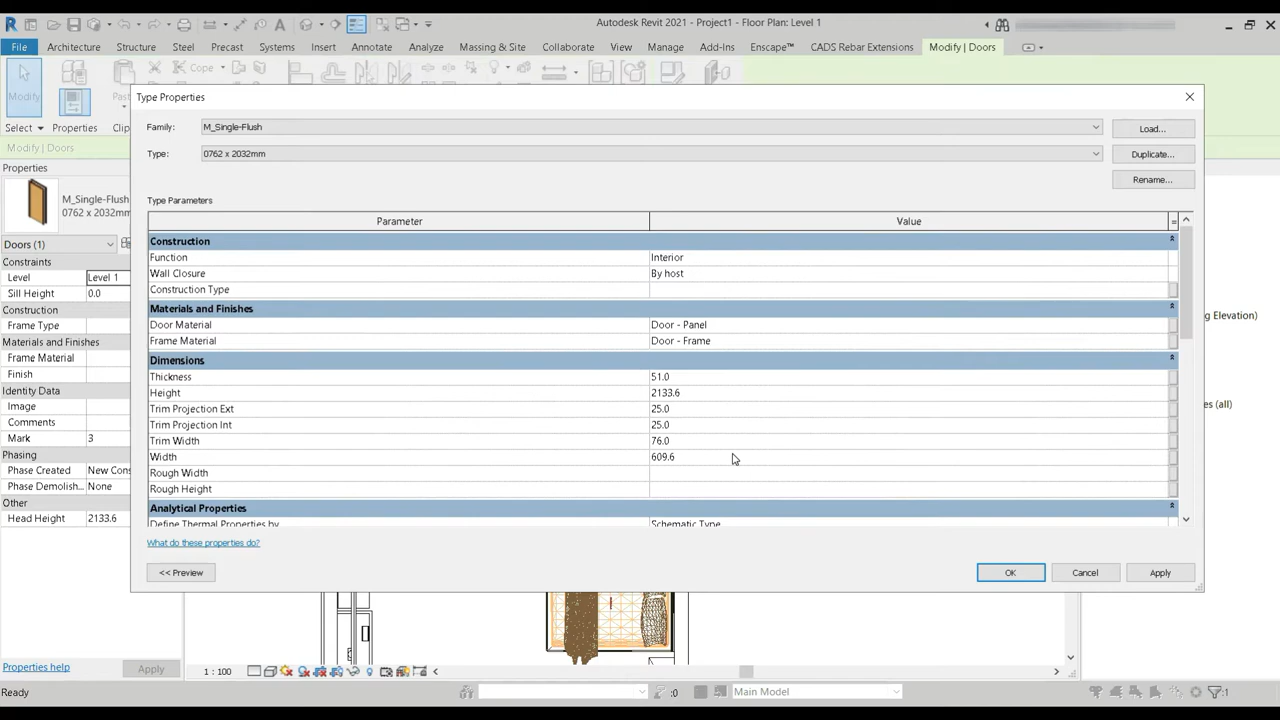 Autodesk Revit 2021 - Project1 - Floor Plan: Level 1
File Architecture Structure Steel Precast Systems Insert Annotate Analyze Massing & Site Collaborate View Manage Add-Ins Enscape™ CADS Rebar Extensions Modify | Doors
Cope
Modify
Paste
Select Properties Clip
Modify | Doors
Properties
M_Single-Flush
0762 x 2032mm
Doors (1)
Constraints
Level Level 1
Sill Height 0.0
Construction
Frame Type
Materials and Finishes
Frame Material
Finish
Identity Data
Image
Comments
Mark 3
Phasing
Phase Created New Cons
Phase Demolish... None
Other
Head Height 2133.6
Properties help
Apply
Type Properties
Family: M_Single-Flush Load...
Type: 0762 x 2032mm Duplicate...
Rename...
Type Parameters
Parameter Value =
Construction
Function Interior
Wall Closure By host
Construction Type
Materials and Finishes
Door Material Door - Panel
Frame Material Door - Frame
Dimensions
Thickness 51.0
Height 2133.6
Trim Projection Ext 25.0
Trim Projection Int 25.0
Trim Width 76.0
Width 609.6
Rough Width
Rough Height
Analytical Properties
Define Thermal Properties by Schematic Type
What do these properties do?
<< Preview OK Cancel Apply
g Elevation)
es (all)
1 : 100
Ready
:0
Main Model
:1